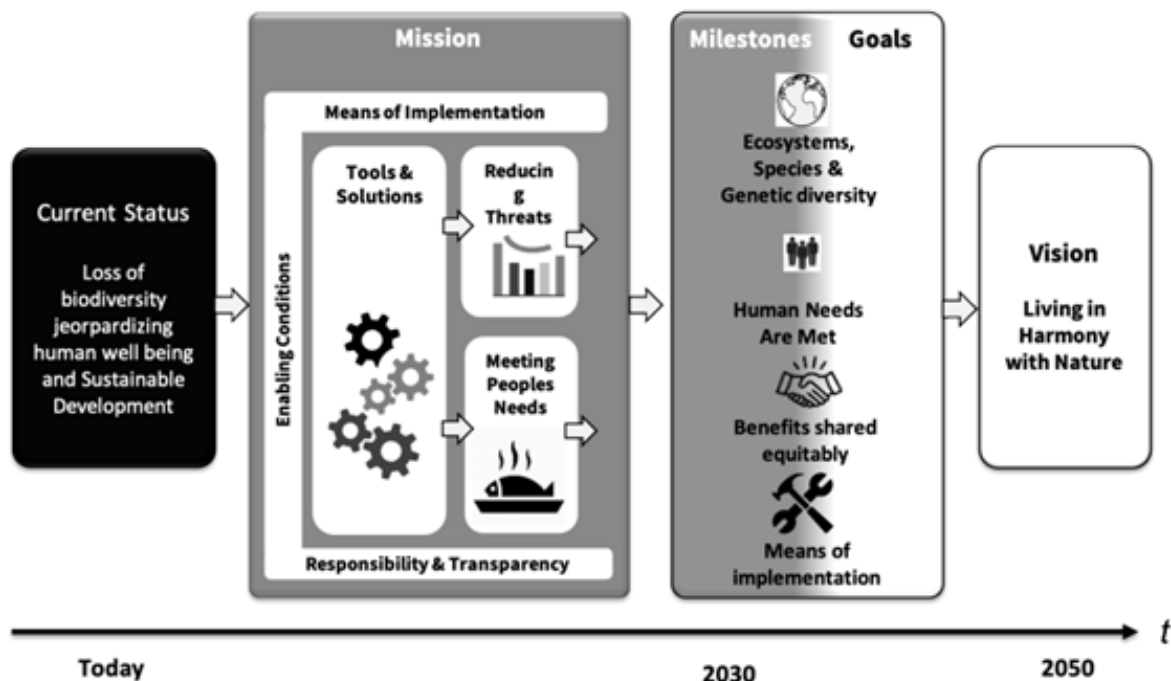 Current Status
Loss of
biodiversity
jeorpardizing
human well being
and Sustainable
Development
Mission
Means of Implementation
Enabling Conditions
Tools &
Solutions
Reducin
g
Threats
Meeting
Peoples
Needs
Responsibility & Transparency
Milestones Goals
Ecosystems,
Species &
Genetic diversity
Human Needs
Are Met
Benefits shared
equitably
Means of
implementation
Vision
Living in
Harmony
with Nature
t
Today
2030
2050